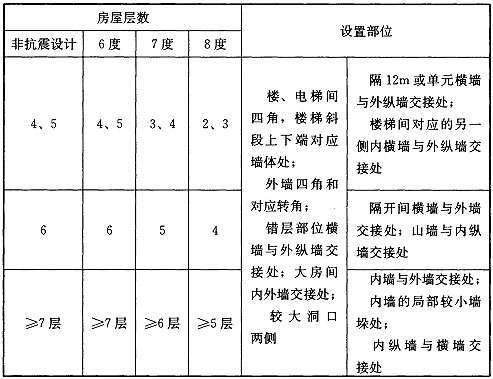 房屋层数
设置部位
非抗震设计 6度 7度 8度
4、5 4、5 3、4 2、3
楼、电梯间
四角，楼梯斜
段上下端对应
墙体处；
外墙四角和
对应转角；
错层部位横
墙与外纵墙交
接处；大房间
内外墙交接处；
较大洞口
两侧
隔12m或单元横墙
与外纵墙交接处；
楼梯间对应的另一
侧内横墙与外纵墙交
接处
6 6 5 4
隔开间横墙与外墙
交接处；山墙与内纵
墙交接处
≥7层 ≥7层 ≥6层 ≥5层
内墙与外墙交接处；
内墙的局部较小墙
垛处；
内纵墙与横墙交
接处